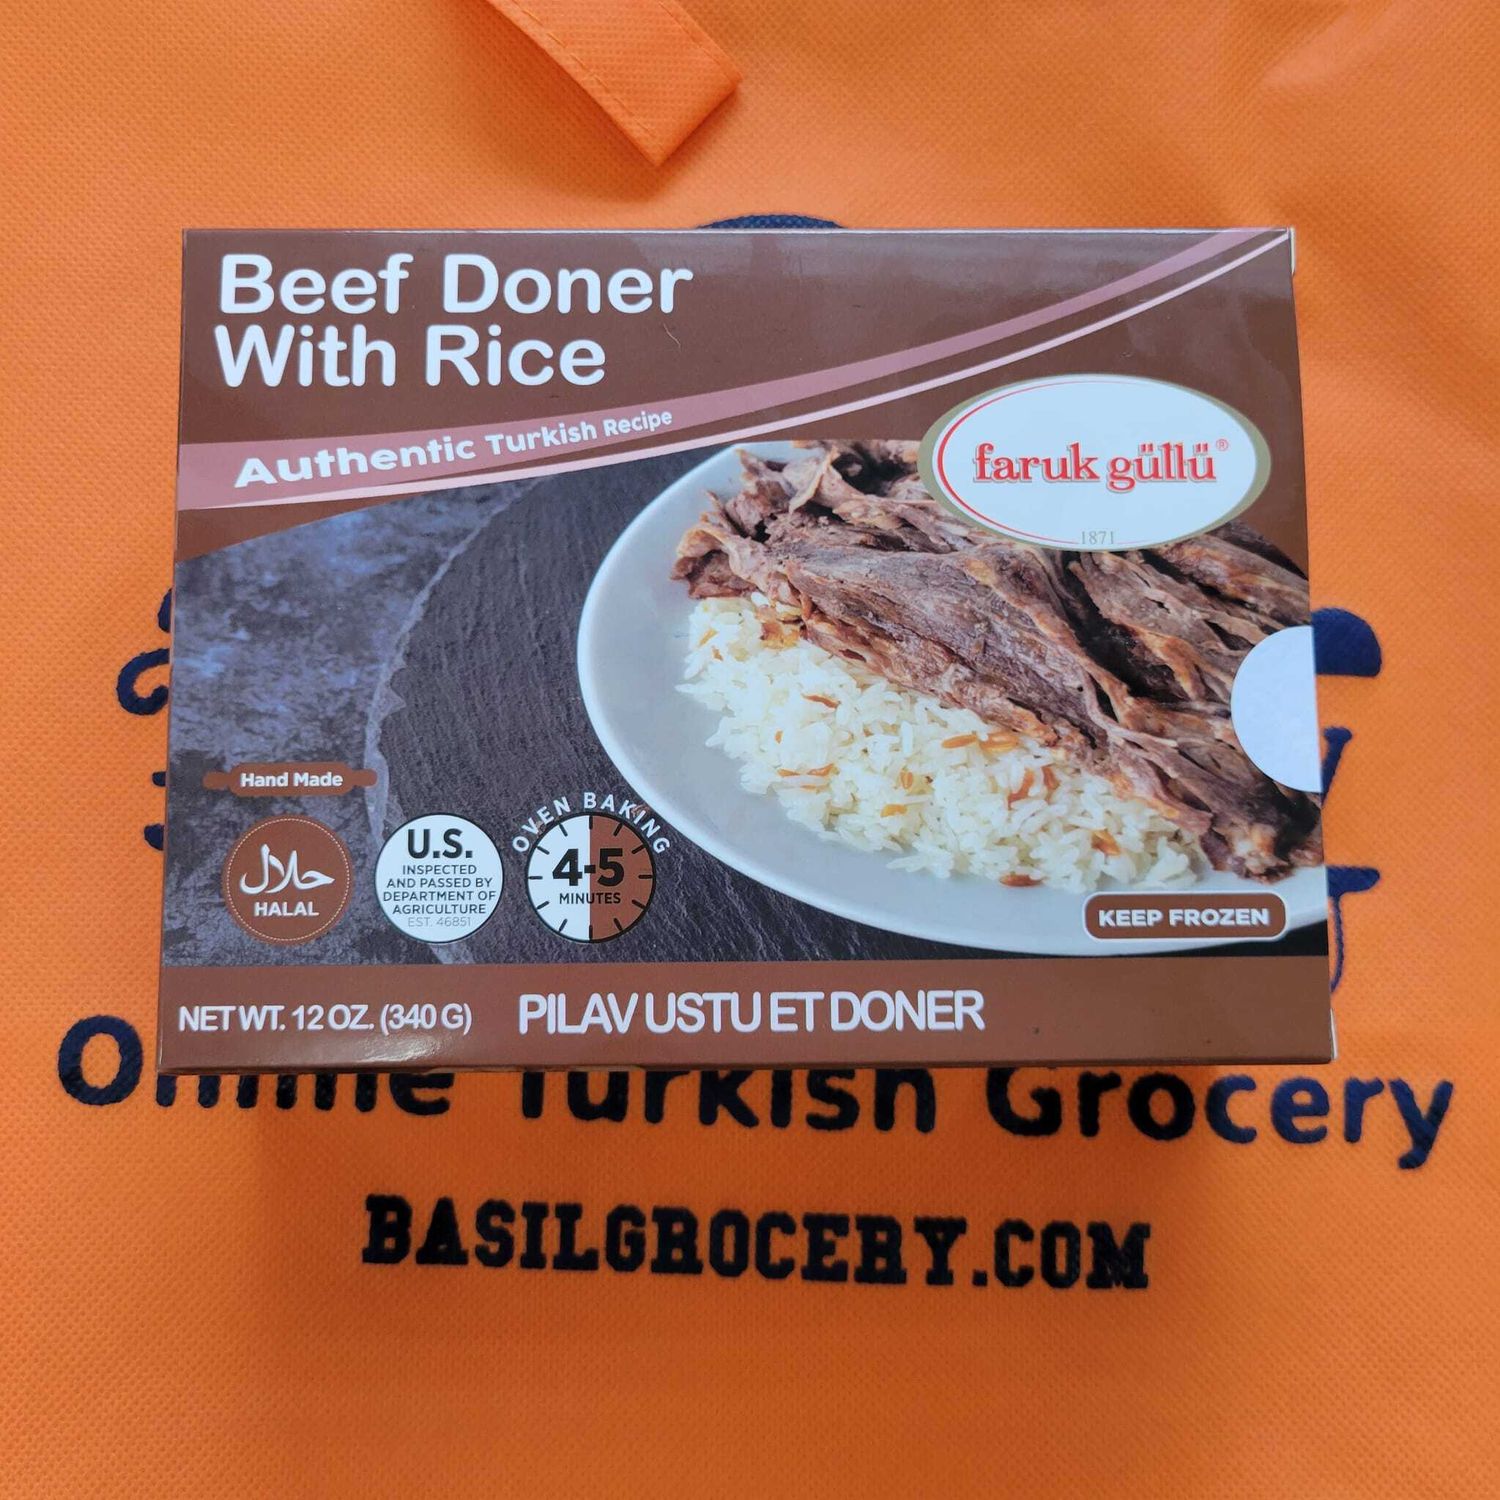 Beef Doner
With Rice
Authentic Turkish Recipe
faruk güllü®
1871
Hand Made
حلال
HALAL
U.S.
INSPECTED
AND PASSED BY
DEPARTMENT OF
AGRICULTURE
EST. 46851
OVEN BAKING
4-5
MINUTES
KEEP FROZEN
NET WT. 12 OZ. (340 G)
PILAV USTU ET DONER
Online Turkish Grocery
BASILGROCERY.COM